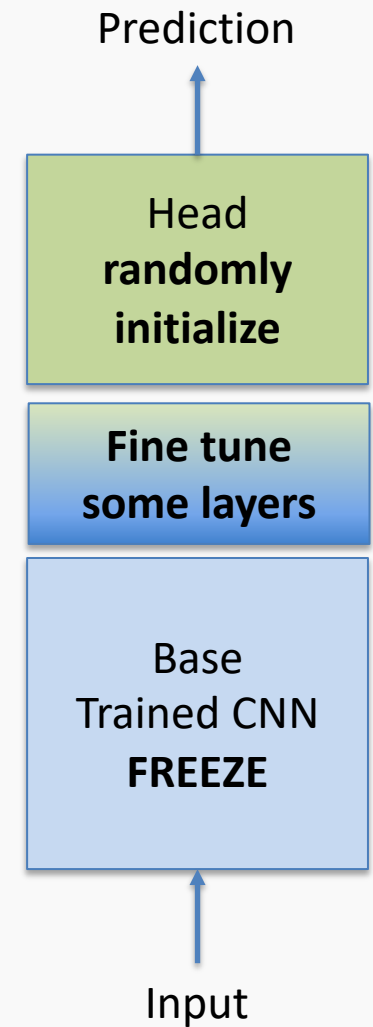 Prediction
Head
randomly
initialize
Fine tune
some layers
Base
Trained CNN
FREEZE
Input